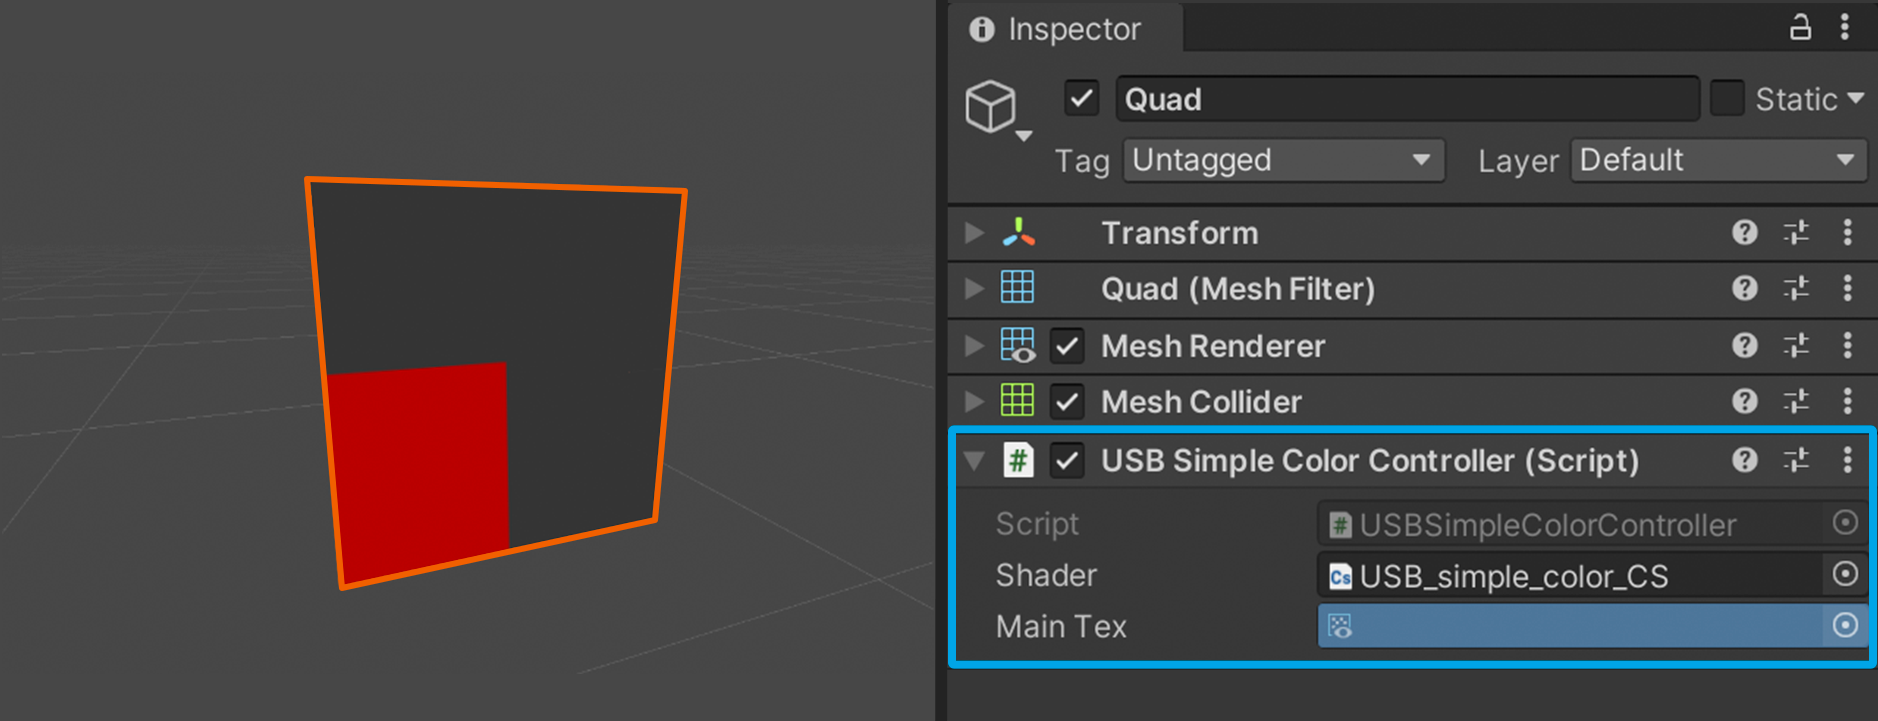 Inspector
Quad
Static
Tag Untagged Layer Default
Transform
Quad (Mesh Filter)
Mesh Renderer
Mesh Collider
# USB Simple Color Controller (Script)
Script # USBSimpleColorController
Shader Cs USB_simple_color_CS
Main Tex